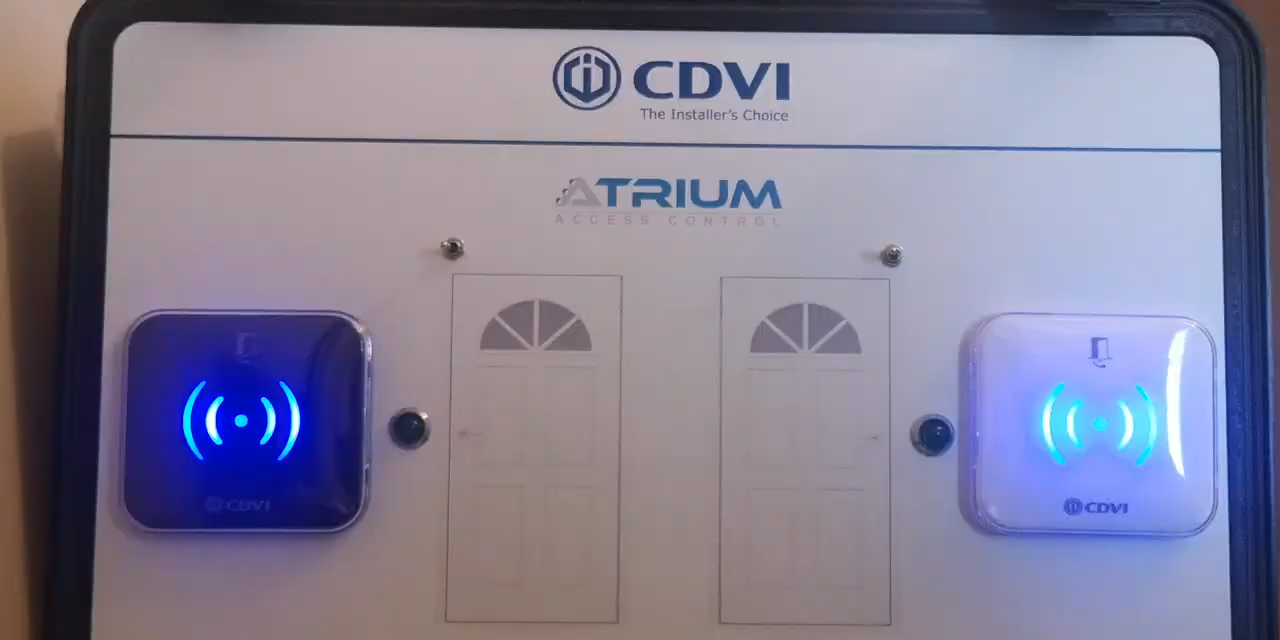 CDVI
The Installer's Choice
ATRIUM
ACCESS CONTROL
CDVI
CDVI